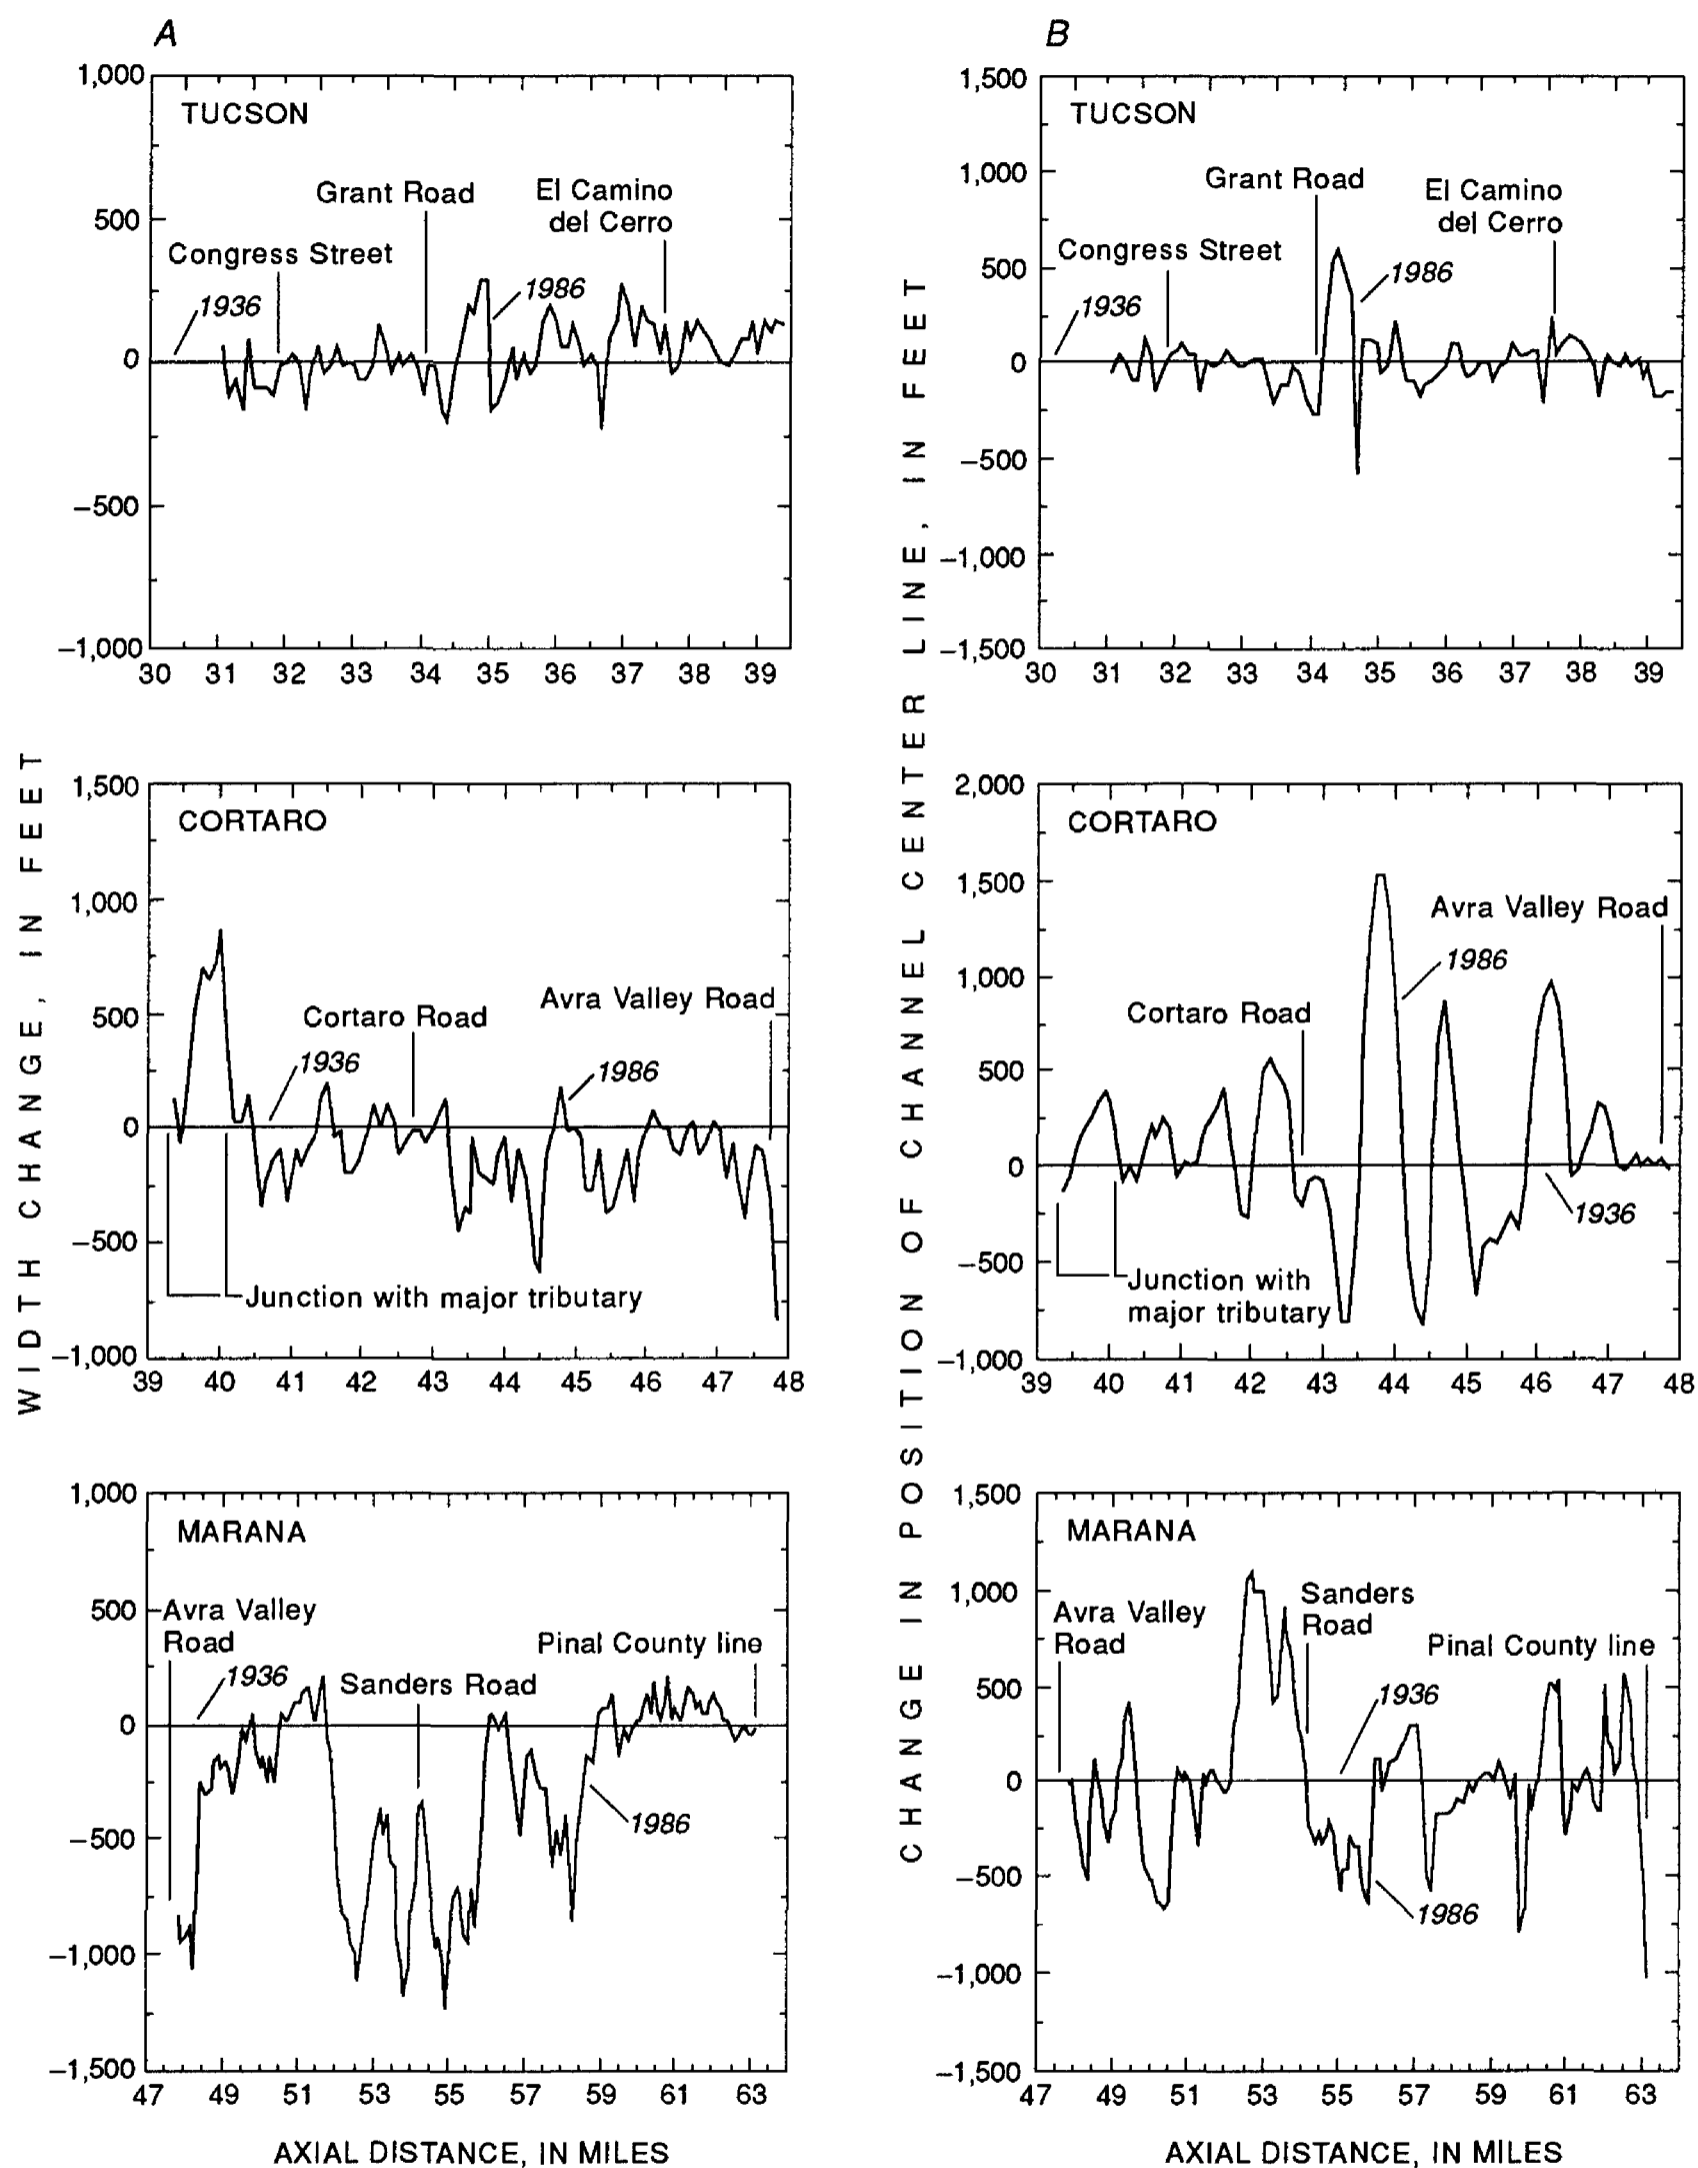 A
1,000
500
0
−500
−1,000
TUCSON
Grant Road
El Camino
del Cerro
Congress Street
1936
1986
30 31 32 33 34 35 36 37 38 39
B
1,500
1,000
500
0
−500
−1,000
−1,500
TUCSON
Grant Road
El Camino
del Cerro
Congress Street
1936
1986
30 31 32 33 34 35 36 37 38 39
WIDTH CHANGE, IN FEET
1,500
1,000
500
0
−500
−1,000
CORTARO
Avra Valley Road
Cortaro Road
1936
1986
Junction with major tributary
39 40 41 42 43 44 45 46 47 48
CHANGE IN POSITION OF CHANNEL CENTER LINE, IN FEET
2,000
1,500
1,000
500
0
−500
−1,000
CORTARO
Avra Valley Road
1986
Cortaro Road
1936
Junction with
major tributary
39 40 41 42 43 44 45 46 47 48
1,000
500
0
−500
−1,000
−1,500
MARANA
Avra Valley
Road
Pinal County line
1936
Sanders Road
1986
47 49 51 53 55 57 59 61 63
AXIAL DISTANCE, IN MILES
1,500
1,000
500
0
−500
−1,000
−1,500
MARANA
Sanders
Road
Avra Valley
Road
Pinal County line
1936
1986
47 49 51 53 55 57 59 61 63
AXIAL DISTANCE, IN MILES